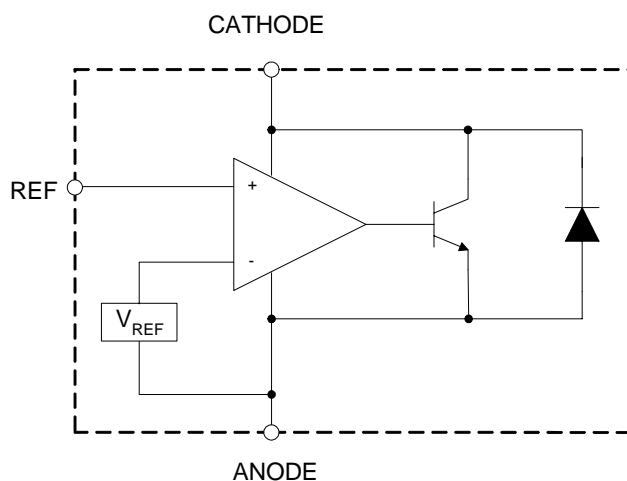 CATHODE
REF
+
-
VREF
ANODE